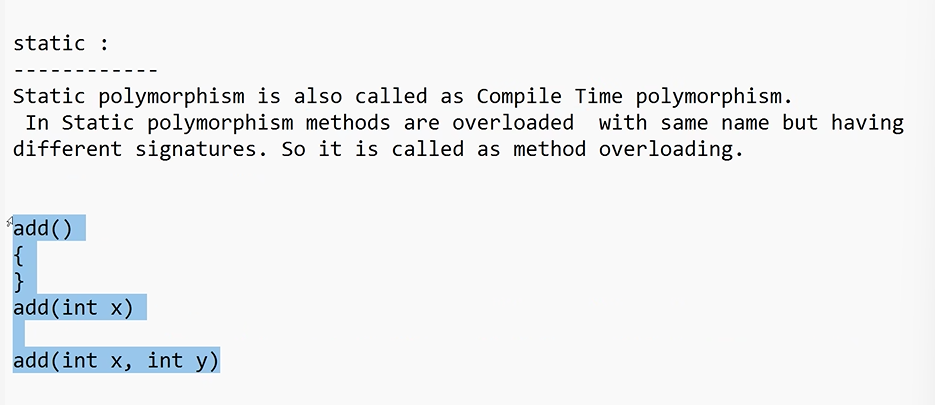 static :
------------
Static polymorphism is also called as Compile Time polymorphism.
In Static polymorphism methods are overloaded  with same name but having
different signatures. So it is called as method overloading.
add()
{
}
add(int x)
add(int x, int y)